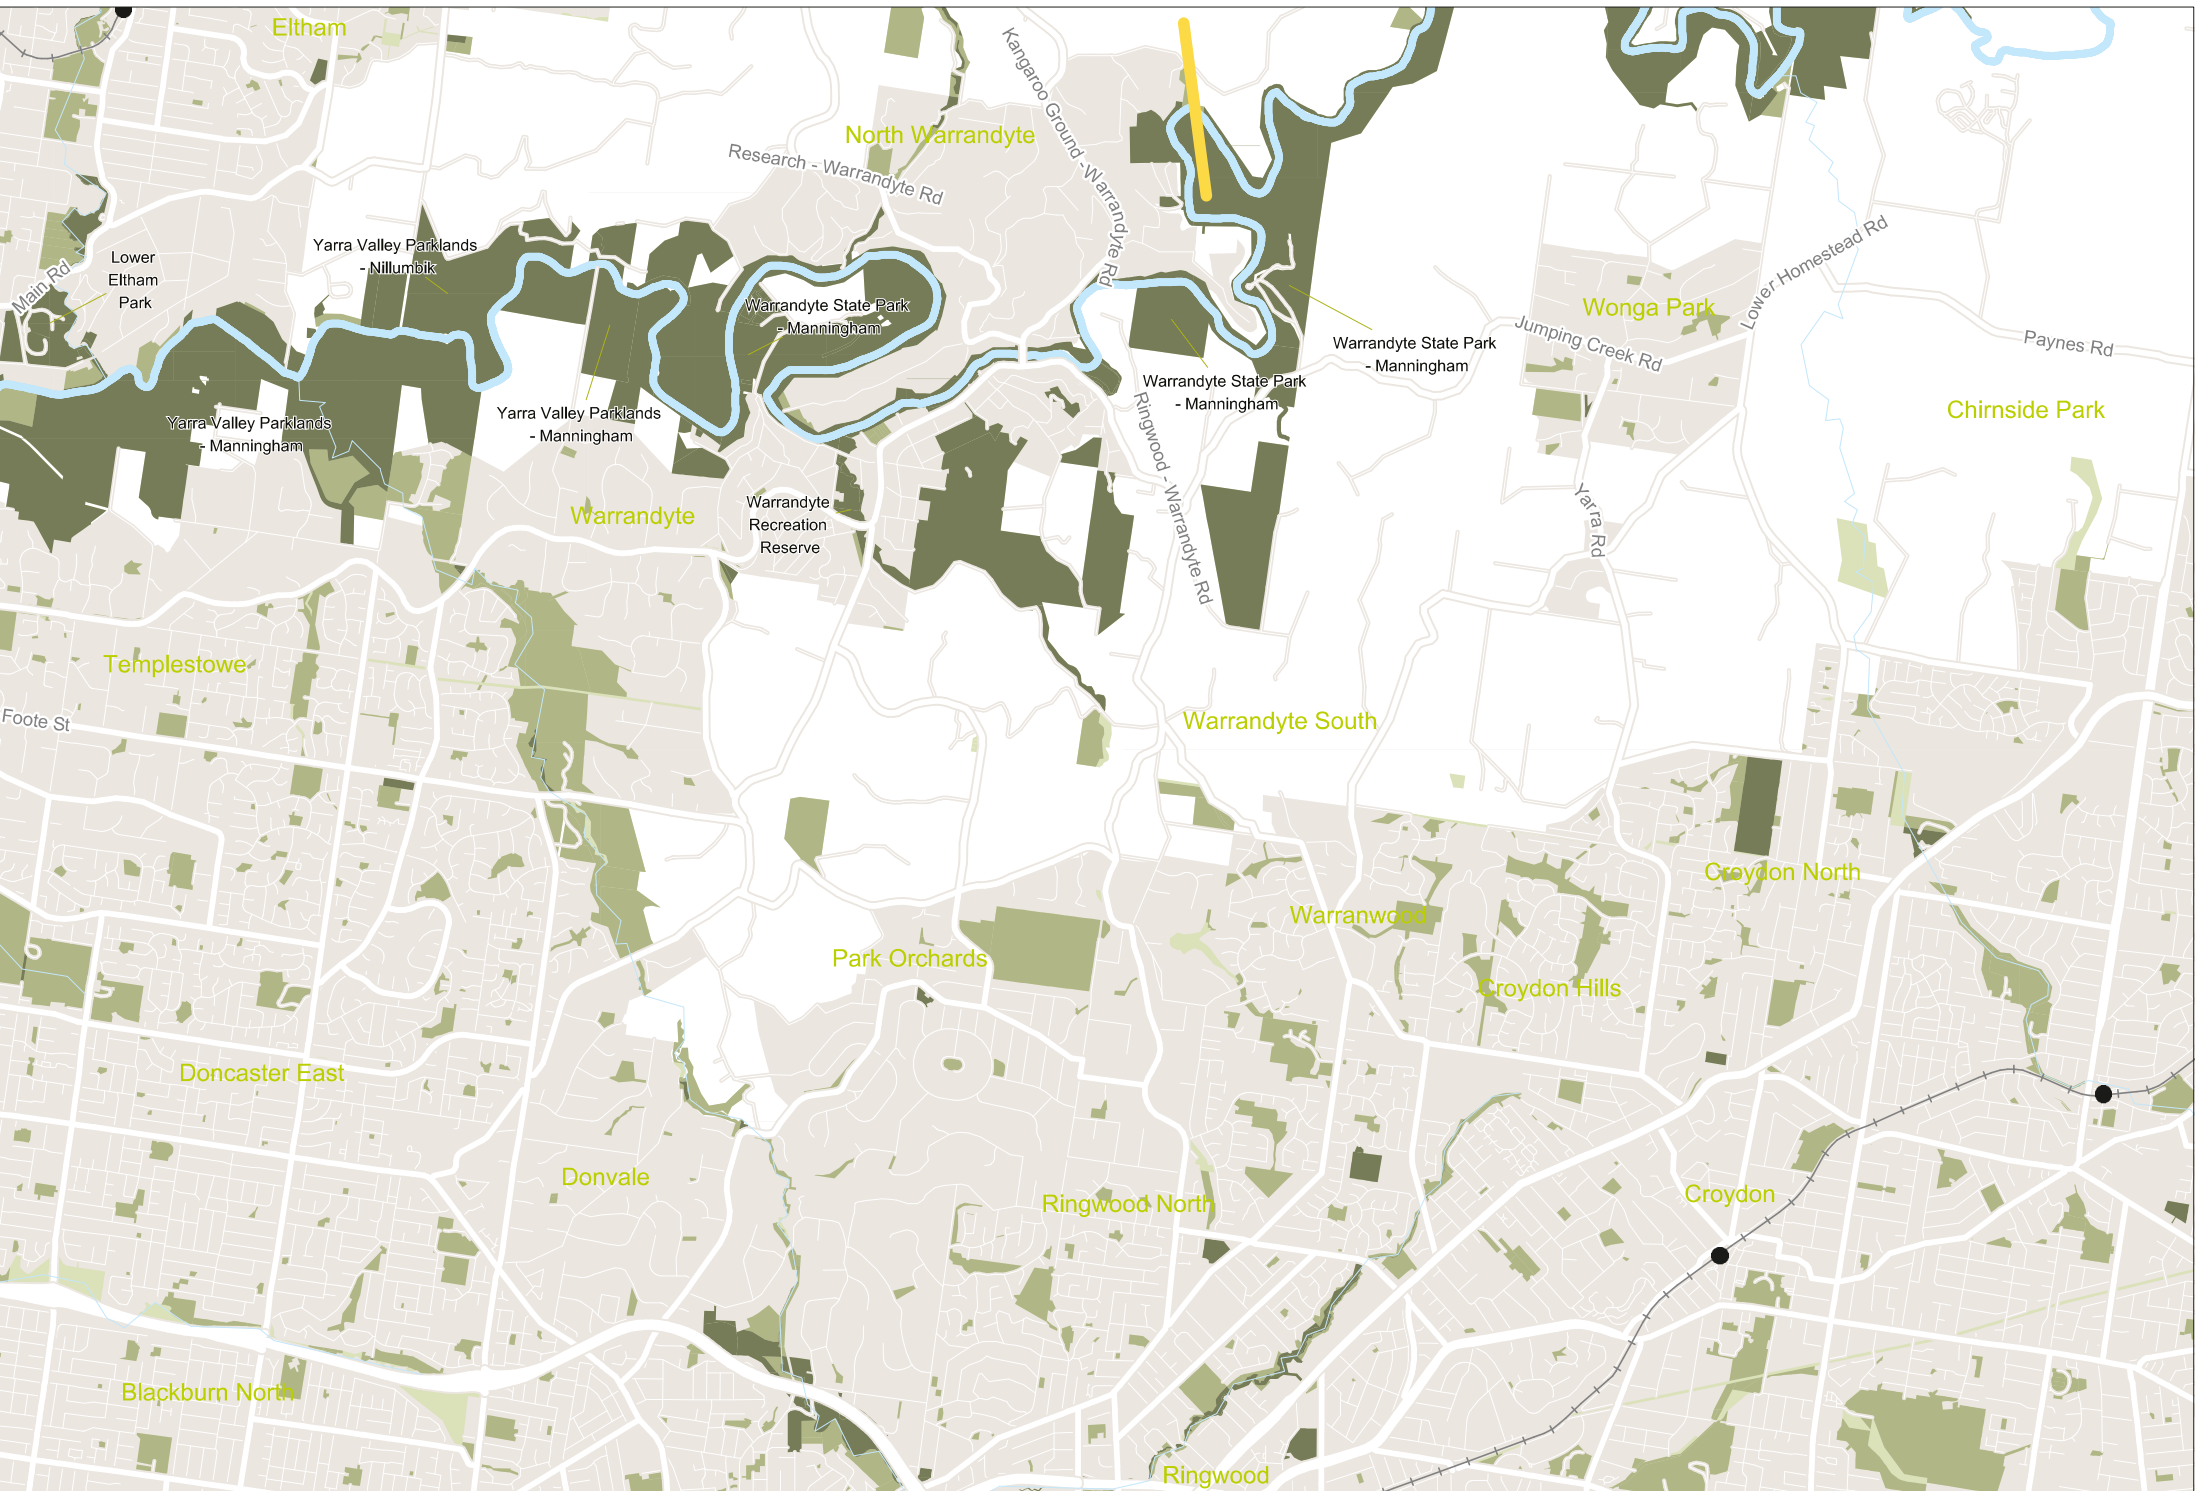 Eltham
North Warrandyte
Kangaroo Ground -Warrandyte Rd
Research - Warrandyte Rd
Lower
Eltham
Park
Main Rd
Yarra Valley Parklands
- Nillumbik
Warrandyte State Park
- Manningham
Wonga Park
Lower Homestead Rd
Jumping Creek Rd
Paynes Rd
Warrandyte State Park
- Manningham
Warrandyte State Park
- Manningham
Chirnside Park
Yarra Valley Parklands
- Manningham
Yarra Valley Parklands
- Manningham
Ringwood - Warrandyte Rd
Warrandyte
Warrandyte
Recreation
Reserve
Yarra Rd
Templestowe
Foote St
Warrandyte South
Croydon North
Warranwood
Park Orchards
Croydon Hills
Doncaster East
Donvale
Ringwood North
Croydon
Blackburn North
Ringwood